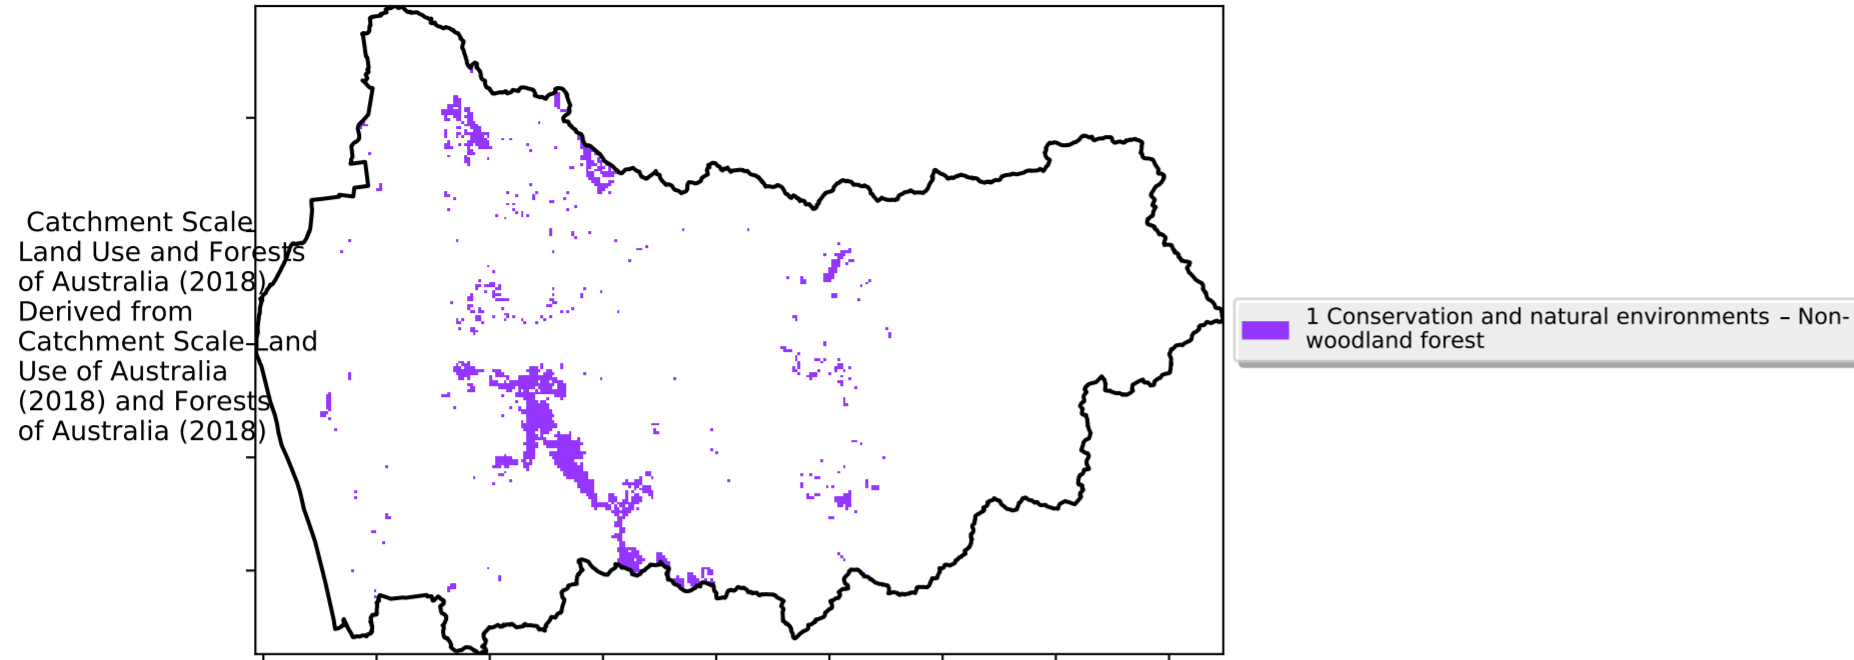 Catchment Scale
Land Use and Forests
of Australia (2018)
Derived from
Catchment Scale Land
Use of Australia
(2018) and Forests
of Australia (2018)
1 Conservation and natural environments – Non-
woodland forest